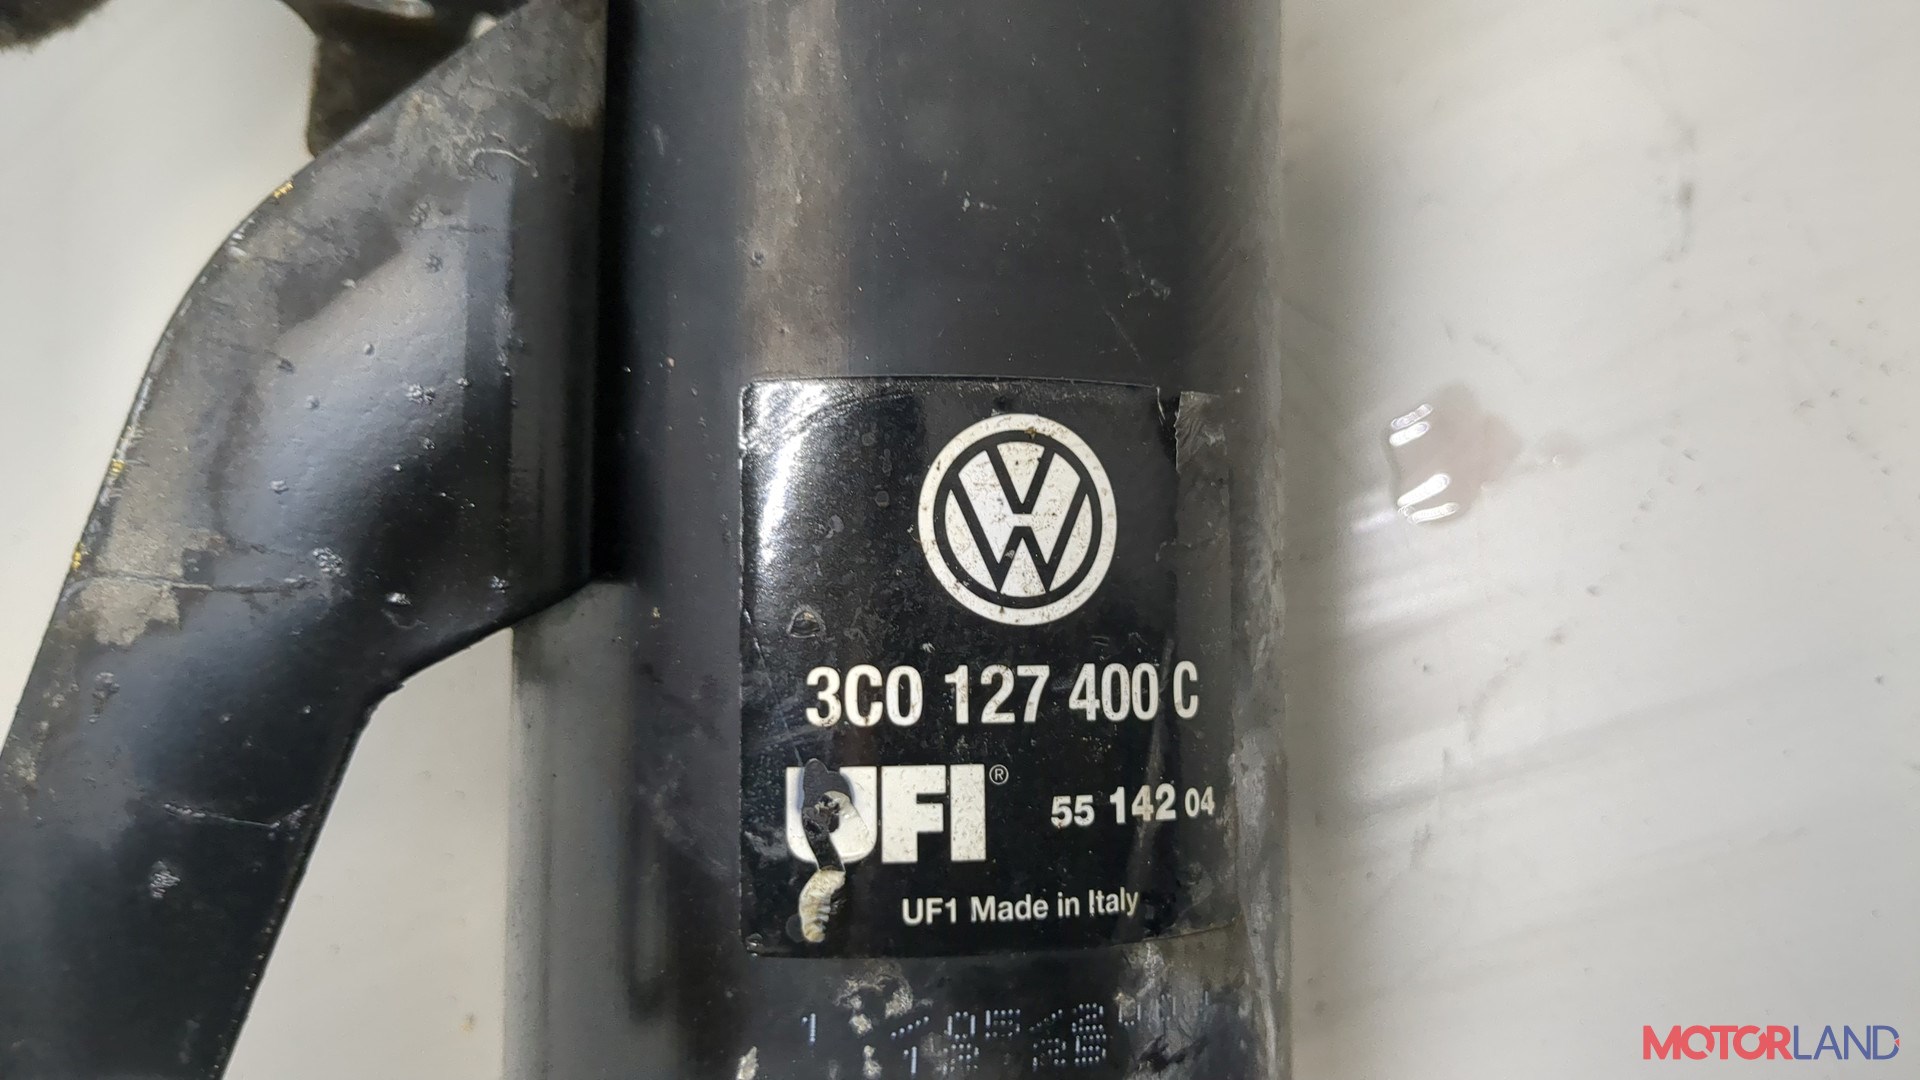 3C0 127 400 C
UFI® 55 142 04
UF1 Made in Italy
MOTORLAND